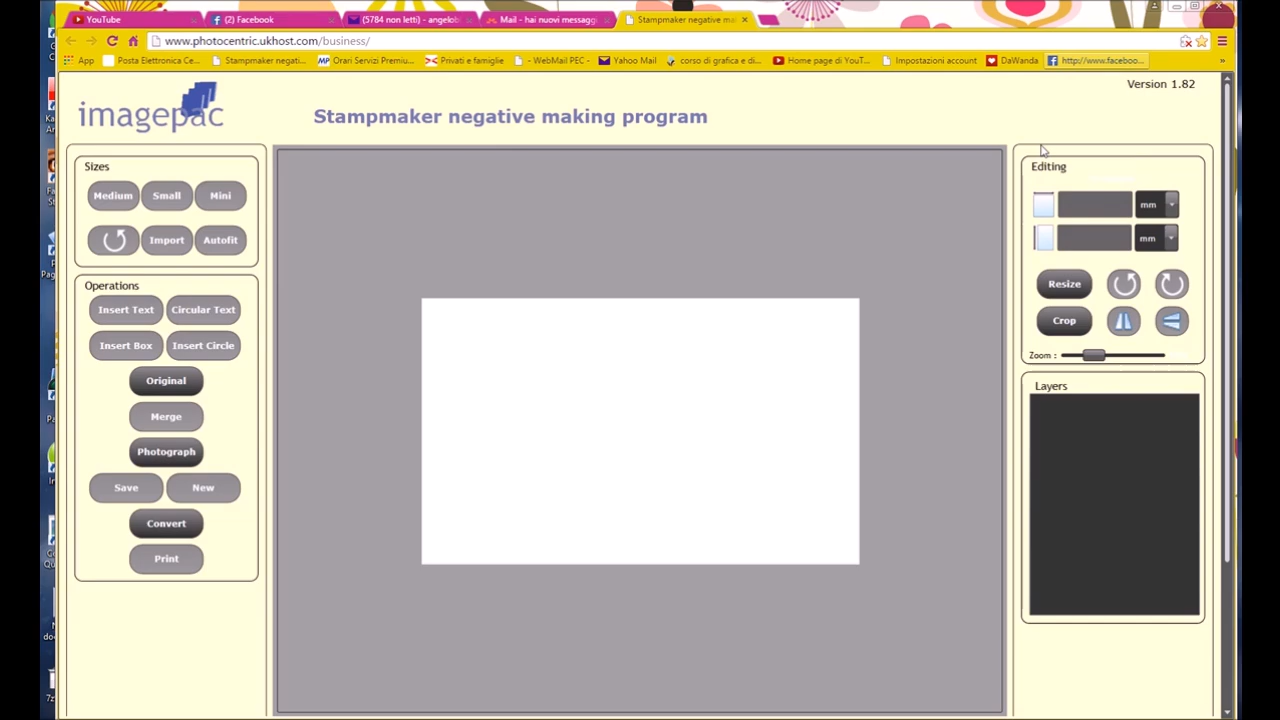 YouTube
(2) Facebook
(5784 non letti) - angelob
Mail - hai nuovi messagg
Stampmaker negative m
www.photocentric.ukhost.com/business/
App
Posta Elettronica Ce...
Stampmaker negati...
MP Orari Servizi Premiu...
Privati e famiglie
- WebMail PEC -
Yahoo Mail
corso di grafica e di...
Home page di YouT...
Impostazioni account
DaWanda
http://www.faceboo...
»
Version 1.82
imagepac
Stampmaker negative making program
Sizes
Medium
Small
Mini
Import
Autofit
Operations
Insert Text
Circular Text
Insert Box
Insert Circle
Original
Merge
Photograph
Save
New
Convert
Print
Editing
mm
mm
Resize
Crop
Zoom :
Layers